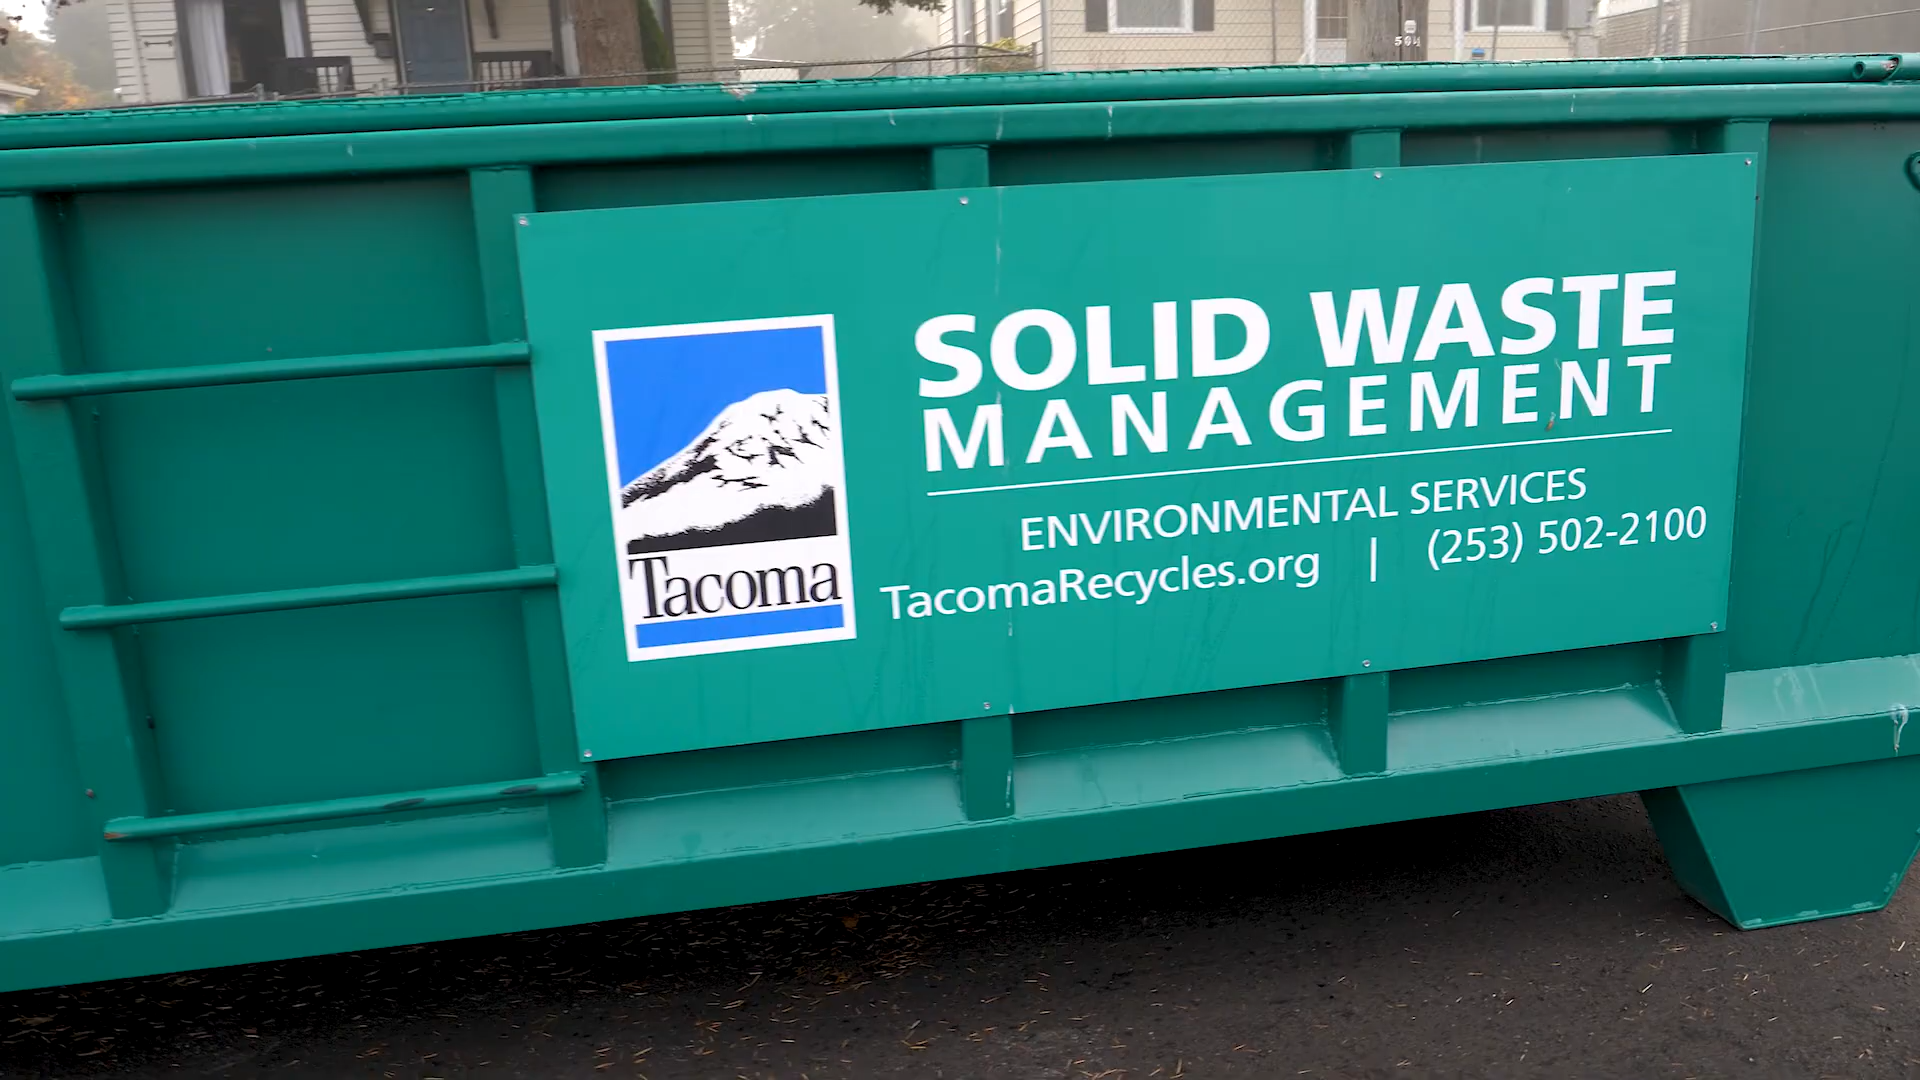 SOLID WASTE
MANAGEMENT
ENVIRONMENTAL SERVICES
TacomaRecycles.org | (253) 502-2100
Tacoma